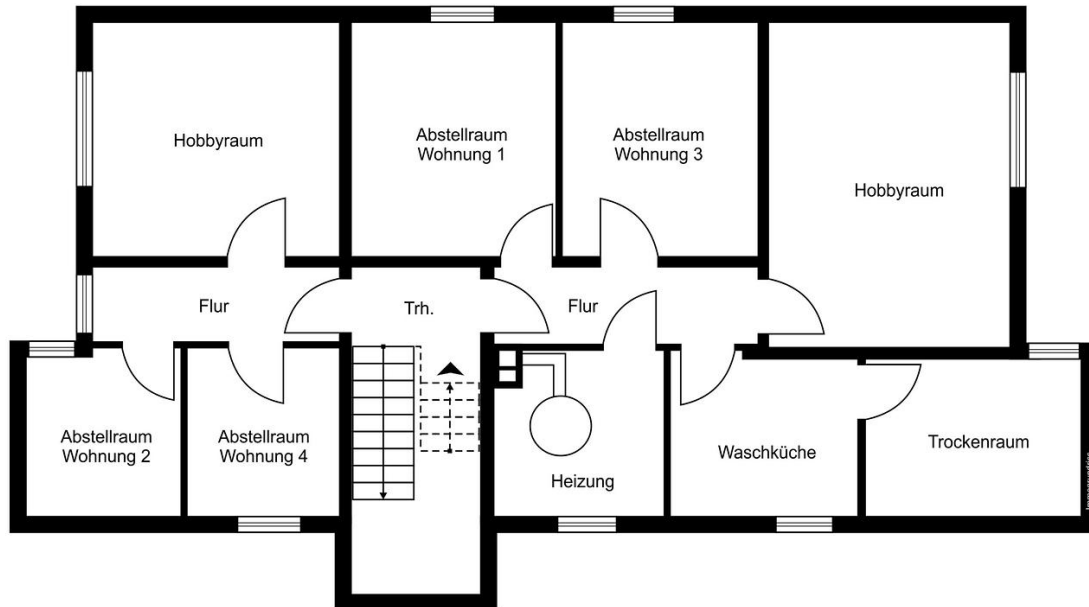 Hobbyraum
Abstellraum
Wohnung 1
Abstellraum
Wohnung 3
Hobbyraum
Flur
Trh.
Flur
Abstellraum
Wohnung 2
Abstellraum
Wohnung 4
Heizung
Waschküche
Trockenraum